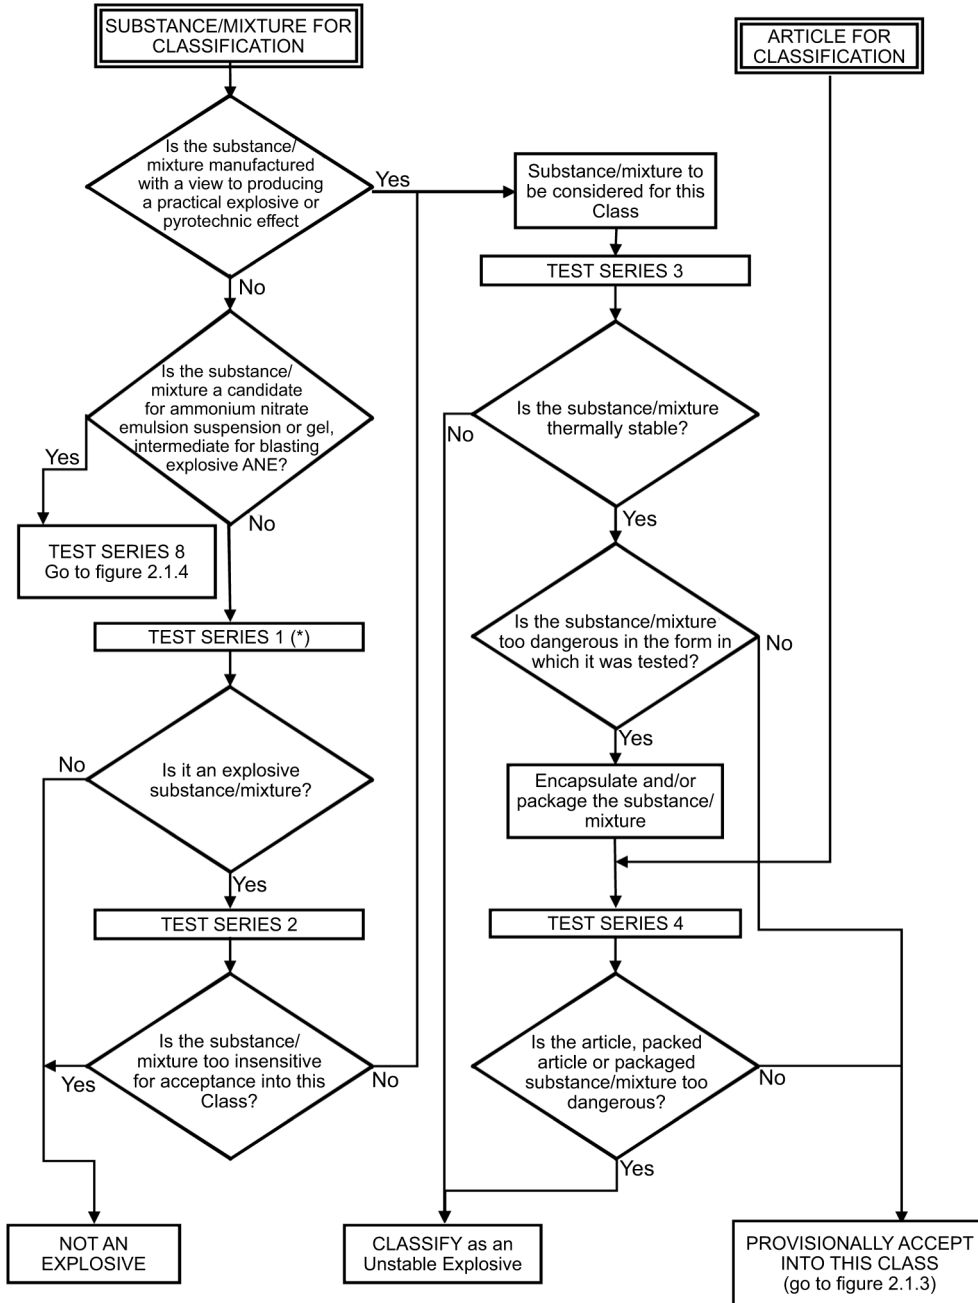 SUBSTANCE/MIXTURE FOR
CLASSIFICATION
ARTICLE FOR
CLASSIFICATION
Is the substance/
mixture manufactured
with a view to producing
a practical explosive or
pyrotechnic effect
Yes
No
Substance/mixture to
be considered for this
Class
TEST SERIES 3
Is the substance/
mixture a candidate
for ammonium nitrate
emulsion suspension or gel,
intermediate for blasting
explosive ANE?
Yes
No
TEST SERIES 8
Go to figure 2.1.4
Is the substance/mixture
thermally stable?
No
Yes
TEST SERIES 1 (*)
Is the substance/mixture
too dangerous in the form in
which it was tested?
No
Yes
Is it an explosive
substance/mixture?
No
Yes
Encapsulate and/or
package the substance/
mixture
TEST SERIES 2
TEST SERIES 4
Is the substance/
mixture too insensitive
for acceptance into this
Class?
Yes
No
Is the article, packed
article or packaged
substance/mixture too
dangerous?
No
Yes
NOT AN
EXPLOSIVE
CLASSIFY as an
Unstable Explosive
PROVISIONALLY ACCEPT
INTO THIS CLASS
(go to figure 2.1.3)